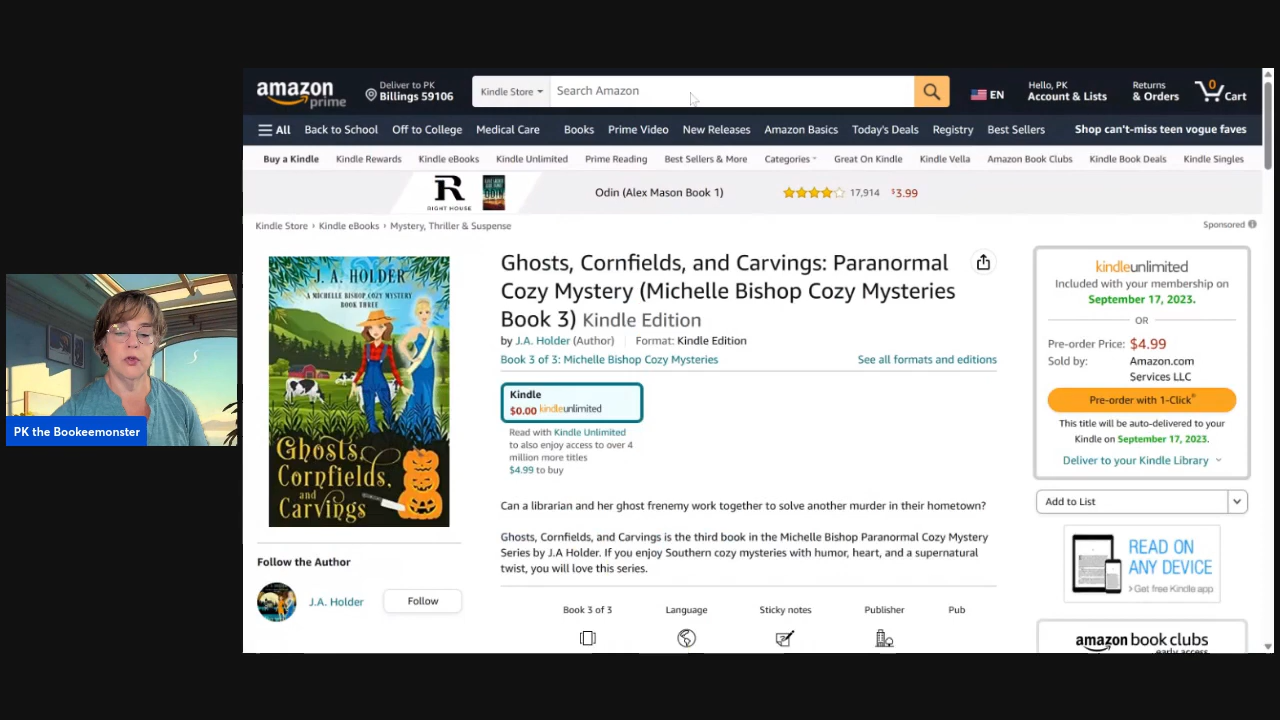 amazon
prime
Deliver to PK
Billings 59106
Kindle Store
Search Amazon
EN
Hello, PK
Account & Lists
Returns
& Orders
0
Cart
All
Back to School
Off to College
Medical Care
Books
Prime Video
New Releases
Amazon Basics
Today's Deals
Registry
Best Sellers
Shop can't-miss teen vogue faves
Buy a Kindle
Kindle Rewards
Kindle eBooks
Kindle Unlimited
Prime Reading
Best Sellers & More
Categories
Great On Kindle
Kindle Vella
Amazon Book Clubs
Kindle Book Deals
Kindle Singles
R
RIGHT HOUSE
Odin (Alex Mason Book 1)
17,914
$3.99
Kindle Store › Kindle eBooks › Mystery, Thriller & Suspense
Sponsored
J. A. HOLDER
A MICHELLE BISHOP COZY MYSTERY
BOOK THREE
Ghosts,
Cornfields,
and
Carvings
Follow the Author
J.A. Holder
Follow
Ghosts, Cornfields, and Carvings: Paranormal
Cozy Mystery (Michelle Bishop Cozy Mysteries
Book 3) Kindle Edition
by J.A. Holder (Author)
Format: Kindle Edition
Book 3 of 3: Michelle Bishop Cozy Mysteries
See all formats and editions
Kindle
$0.00 kindleunlimited
Read with Kindle Unlimited
to also enjoy access to over 4
million more titles
$4.99 to buy
Can a librarian and her ghost frenemy work together to solve another murder in their hometown?
Ghosts, Cornfields, and Carvings is the third book in the Michelle Bishop Paranormal Cozy Mystery
Series by J.A Holder. If you enjoy Southern cozy mysteries with humor, heart, and a supernatural
twist, you will love this series.
Book 3 of 3
Language
Sticky notes
Publisher
Pub
kindleunlimited
Included with your membership on
September 17, 2023.
OR
Pre-order Price: $4.99
Sold by: Amazon.com
Services LLC
Pre-order with 1-Click®
This title will be auto-delivered to your
Kindle on September 17, 2023.
Deliver to your Kindle Library
Add to List
READ ON
ANY DEVICE
› Get free Kindle app
amazon book clubs
early access
PK the Bookeemonster